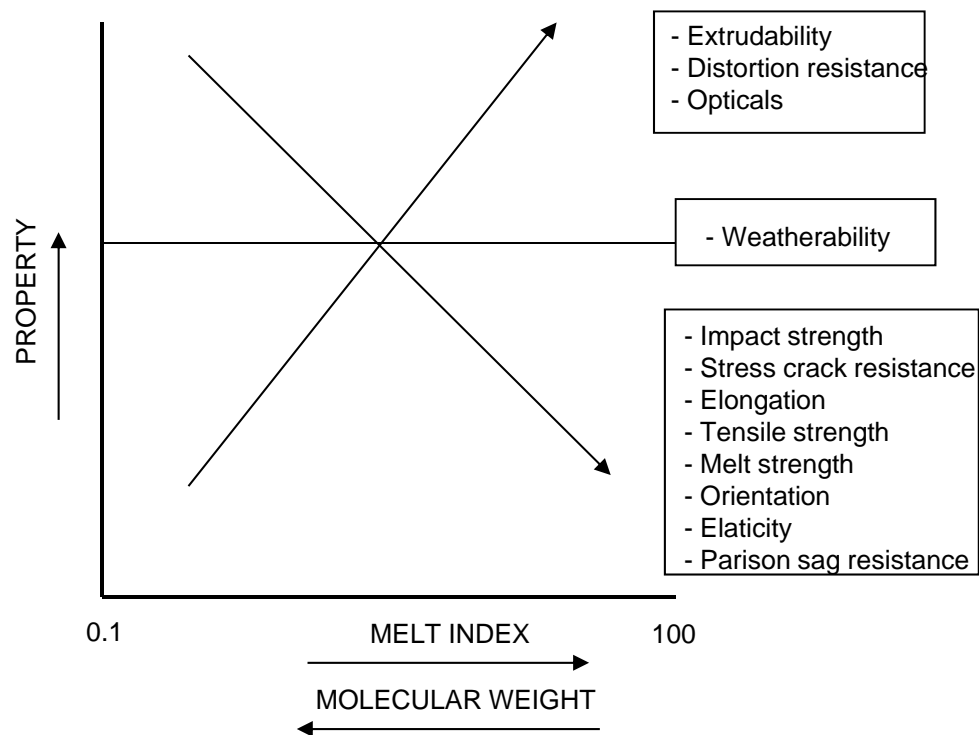 - Extrudability
- Distortion resistance
- Opticals
- Weatherability
PROPERTY
- Impact strength
- Stress crack resistance
- Elongation
- Tensile strength
- Melt strength
- Orientation
- Elaticity
- Parison sag resistance
0.1
MELT INDEX
100
MOLECULAR WEIGHT